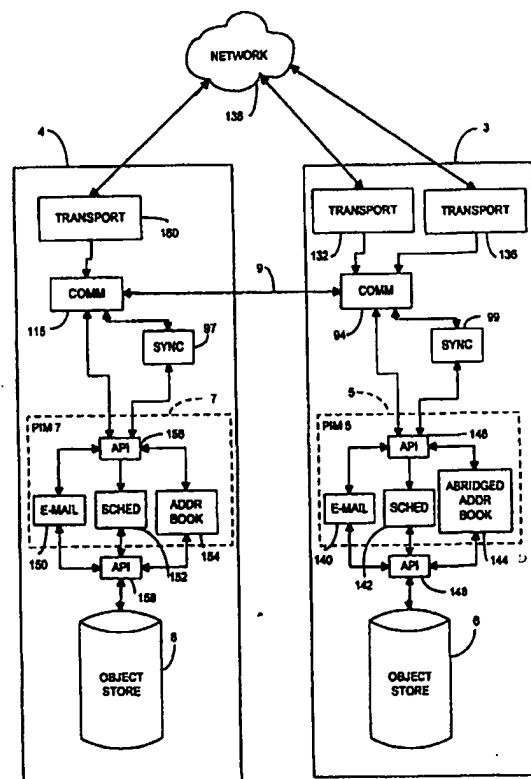 NETWORK
138
4
3
TRANSPORT
160
TRANSPORT
132
TRANSPORT
136
COMM
115
9
COMM
94
SYNC
97
SYNC
99
7
5
PIM 7
API
156
E-MAIL
150
SCHED
152
ADDR
BOOK
154
API
158
PIM 5
API
146
E-MAIL
140
SCHED
142
ABRIDGED
ADDR
BOOK
144
API
148
8
OBJECT
STORE
6
OBJECT
STORE